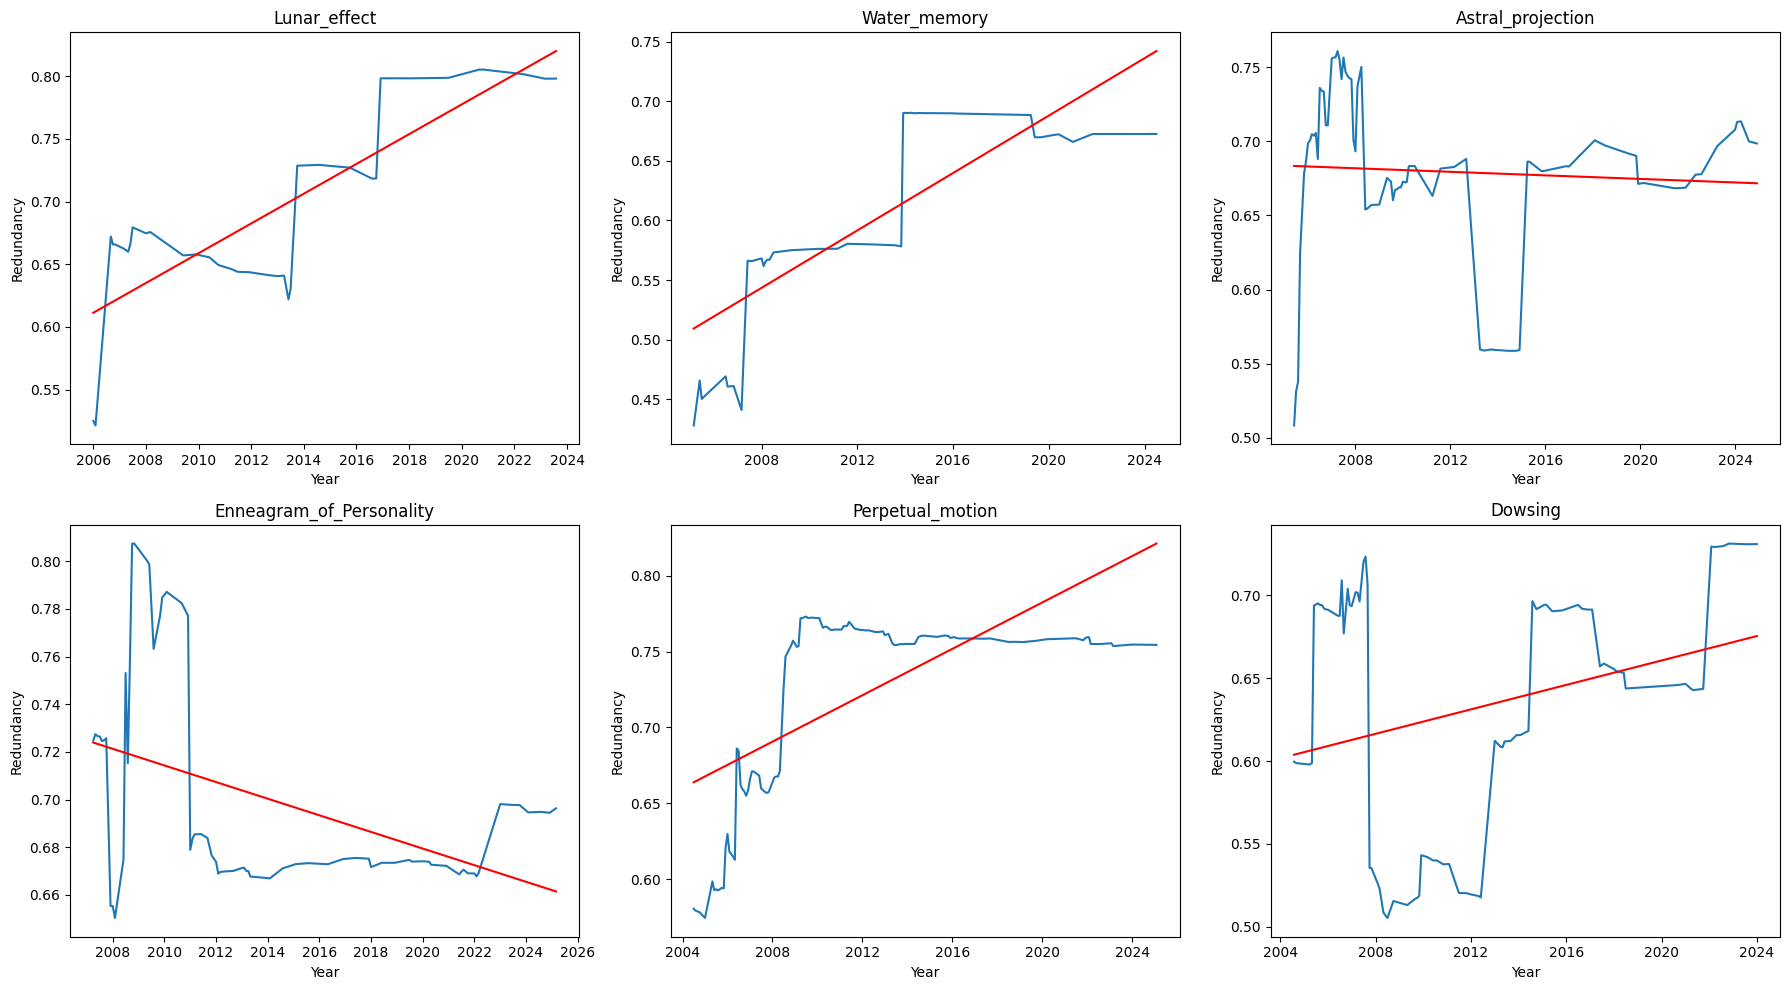 Lunar_effect
Redundancy
0.80
0.75
0.70
0.65
0.60
0.55
2006 2008 2010 2012 2014 2016 2018 2020 2022 2024
Year
Water_memory
Redundancy
0.75
0.70
0.65
0.60
0.55
0.50
0.45
2008 2012 2016 2020 2024
Year
Astral_projection
Redundancy
0.75
0.70
0.65
0.60
0.55
0.50
2008 2012 2016 2020 2024
Year
Enneagram_of_Personality
Redundancy
0.80
0.78
0.76
0.74
0.72
0.70
0.68
0.66
2008 2010 2012 2014 2016 2018 2020 2022 2024 2026
Year
Perpetual_motion
Redundancy
0.80
0.75
0.70
0.65
0.60
2004 2008 2012 2016 2020 2024
Year
Dowsing
Redundancy
0.70
0.65
0.60
0.55
0.50
2004 2008 2012 2016 2020 2024
Year